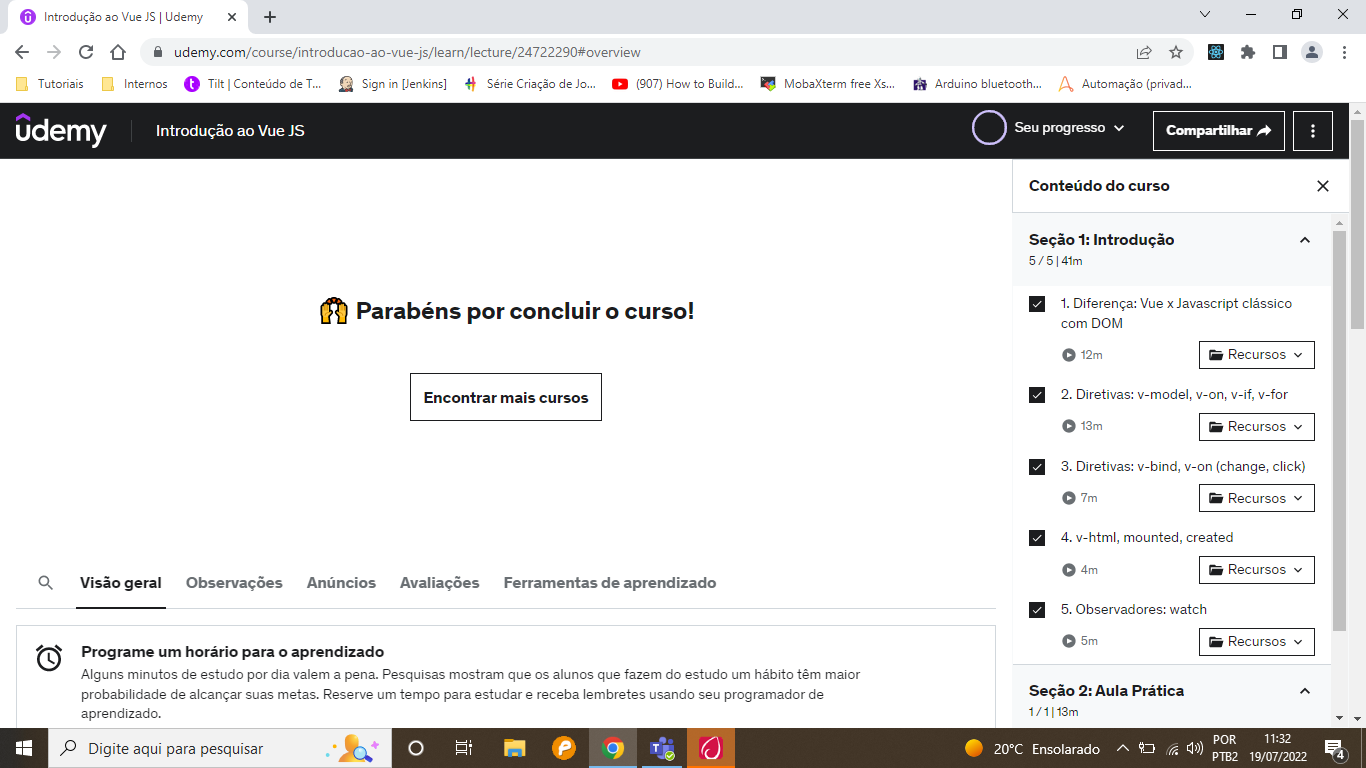 Introdução ao Vue JS | Udemy
udemy.com/course/introducao-ao-vue-js/learn/lecture/24722290#overview
Tutoriais
Internos
Tilt | Conteúdo de T...
Sign in [Jenkins]
Série Criação de Jo...
(907) How to Build...
MobaXterm free Xs...
Arduino bluetooth...
Automação (privad...
udemy
Introdução ao Vue JS
Seu progresso
Compartilhar
Parabéns por concluir o curso!
Encontrar mais cursos
Visão geral
Observações
Anúncios
Avaliações
Ferramentas de aprendizado
Programe um horário para o aprendizado
Alguns minutos de estudo por dia valem a pena. Pesquisas mostram que os alunos que fazem do estudo um hábito têm maior
probabilidade de alcançar suas metas. Reserve um tempo para estudar e receba lembretes usando seu programador de
aprendizado.
Conteúdo do curso
Seção 1: Introdução
5 / 5 | 41m
1. Diferença: Vue x Javascript clássico
com DOM
12m
Recursos
2. Diretivas: v-model, v-on, v-if, v-for
13m
Recursos
3. Diretivas: v-bind, v-on (change, click)
7m
Recursos
4. v-html, mounted, created
4m
Recursos
5. Observadores: watch
5m
Recursos
Seção 2: Aula Prática
1 / 1 | 13m
Digite aqui para pesquisar
20°C Ensolarado
POR
PTB2
11:32
19/07/2022
4